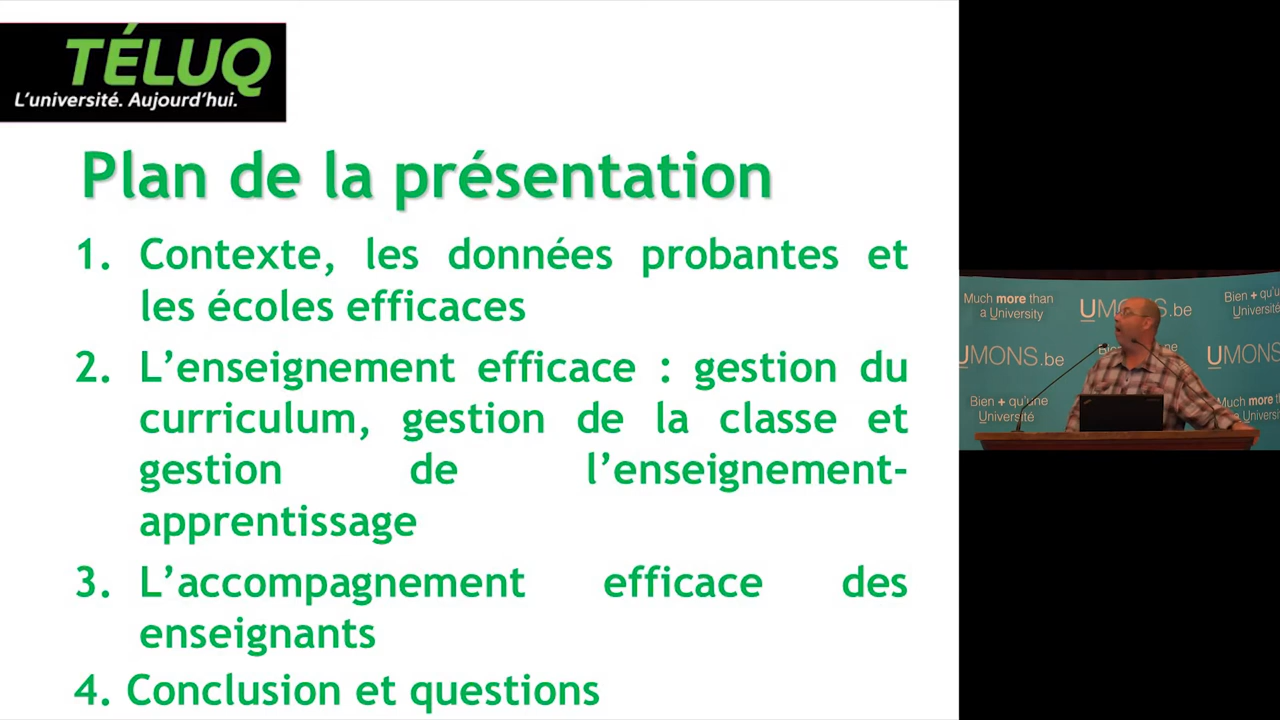 TÉLUQ
L'université. Aujourd'hui.
Plan de la présentation
1. Contexte, les données probantes et
les écoles efficaces
2. L'enseignement efficace : gestion du
curriculum, gestion de la classe et
gestion de l'enseignement-
apprentissage
3. L'accompagnement efficace des
enseignants
4. Conclusion et questions
Much more than
a University
UMONS.be
Bien + qu'u
Université
UMONS.be
UMONS
Bien + qu'une
Université
Much more t